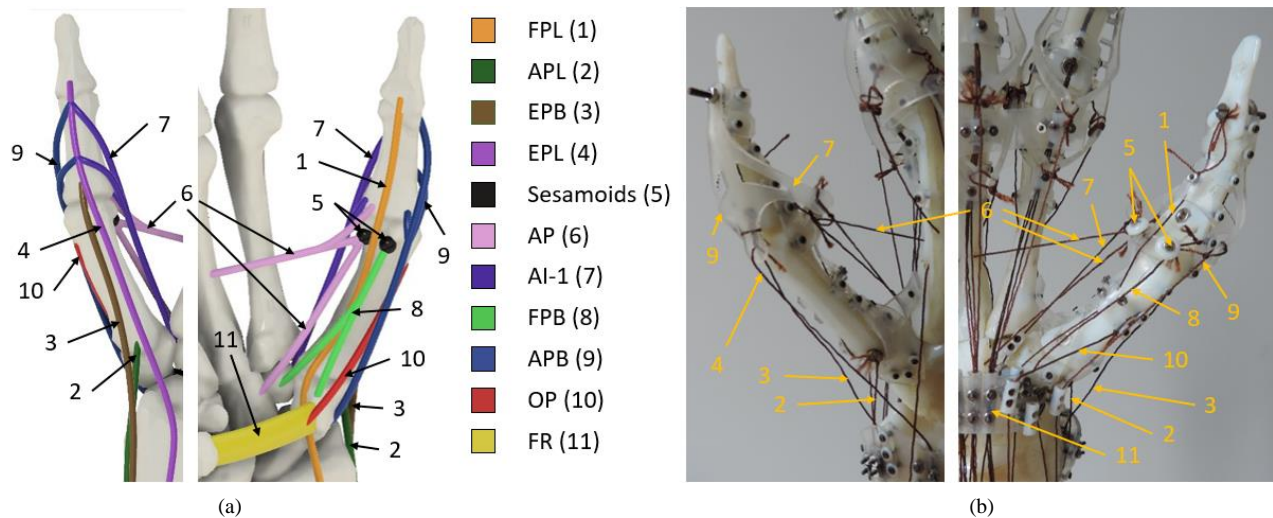 9
7
6
4
10
3
2
7
1
5
9
8
11
10
3
2
FPL (1)
APL (2)
EPB (3)
EPL (4)
Sesamoids (5)
AP (6)
AI-1 (7)
FPB (8)
APB (9)
OP (10)
FR (11)
7
9
6
4
3
2
1
5
7
9
8
10
3
2
11
(a)
(b)